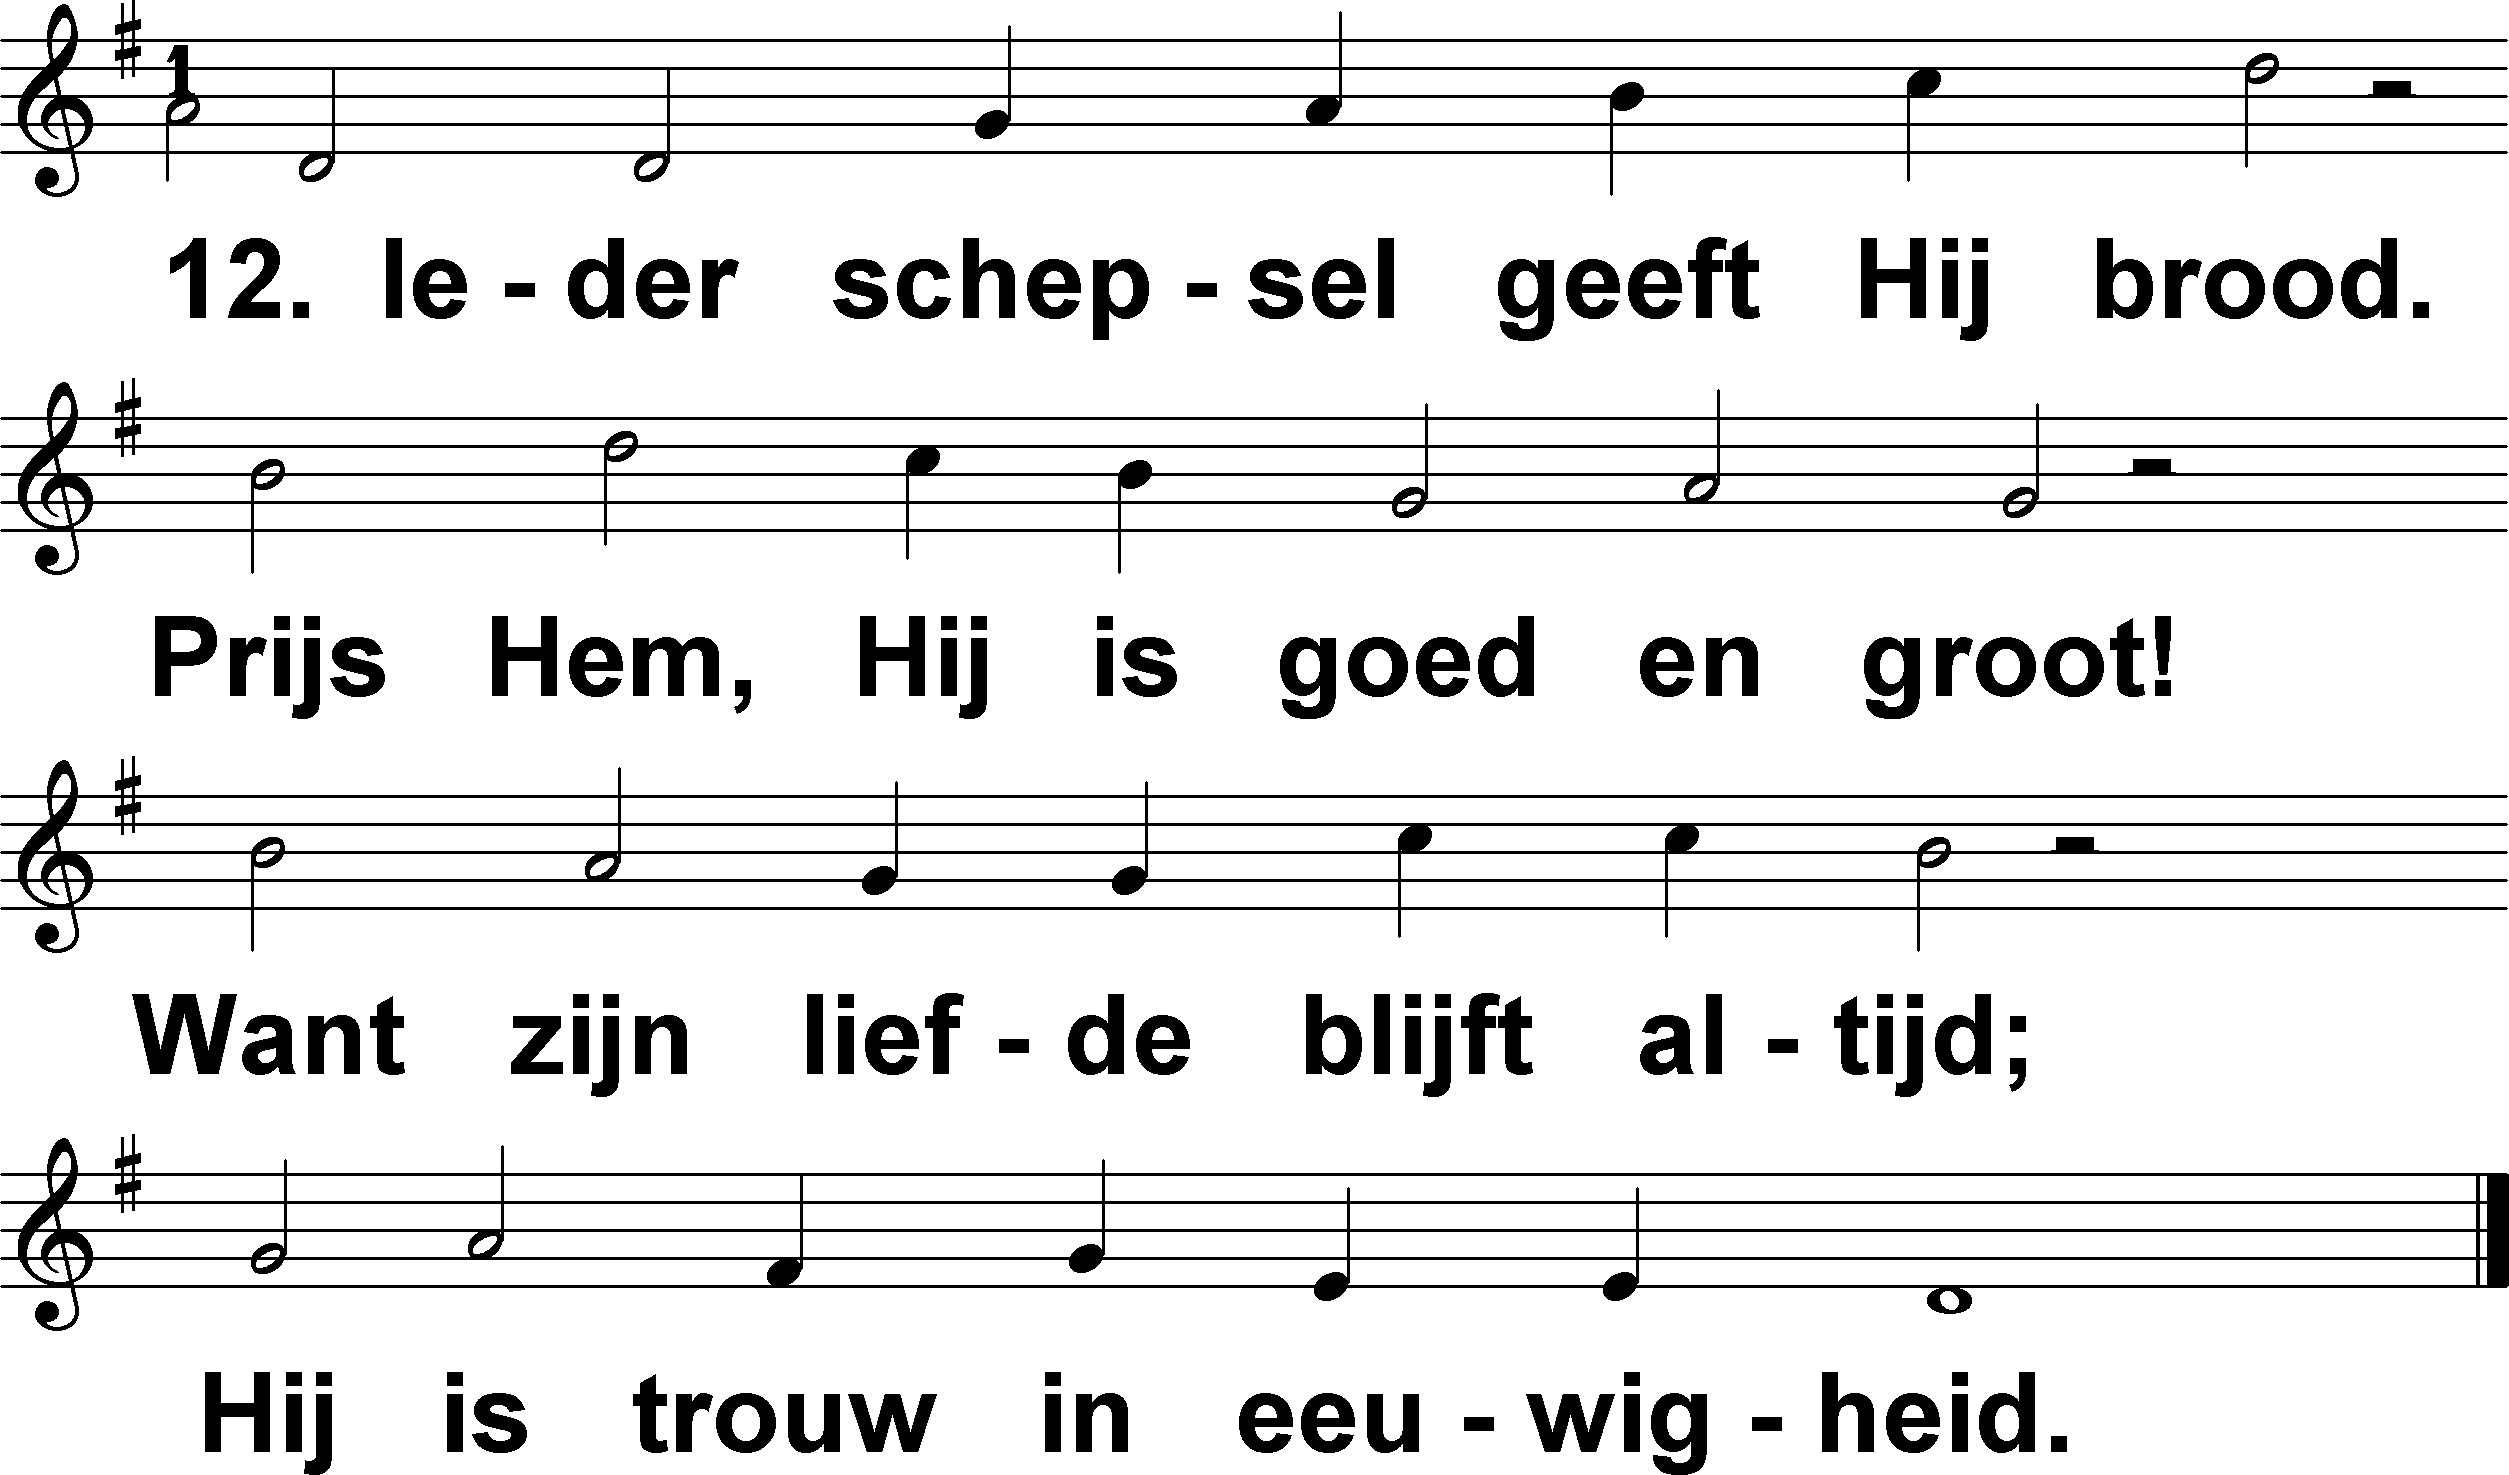 1
12. Ie - der schep - sel geeft Hij brood.
Prijs Hem, Hij is goed en groot!
Want zijn lief - de blijft al - tijd;
Hij is trouw in eeu - wig - heid.